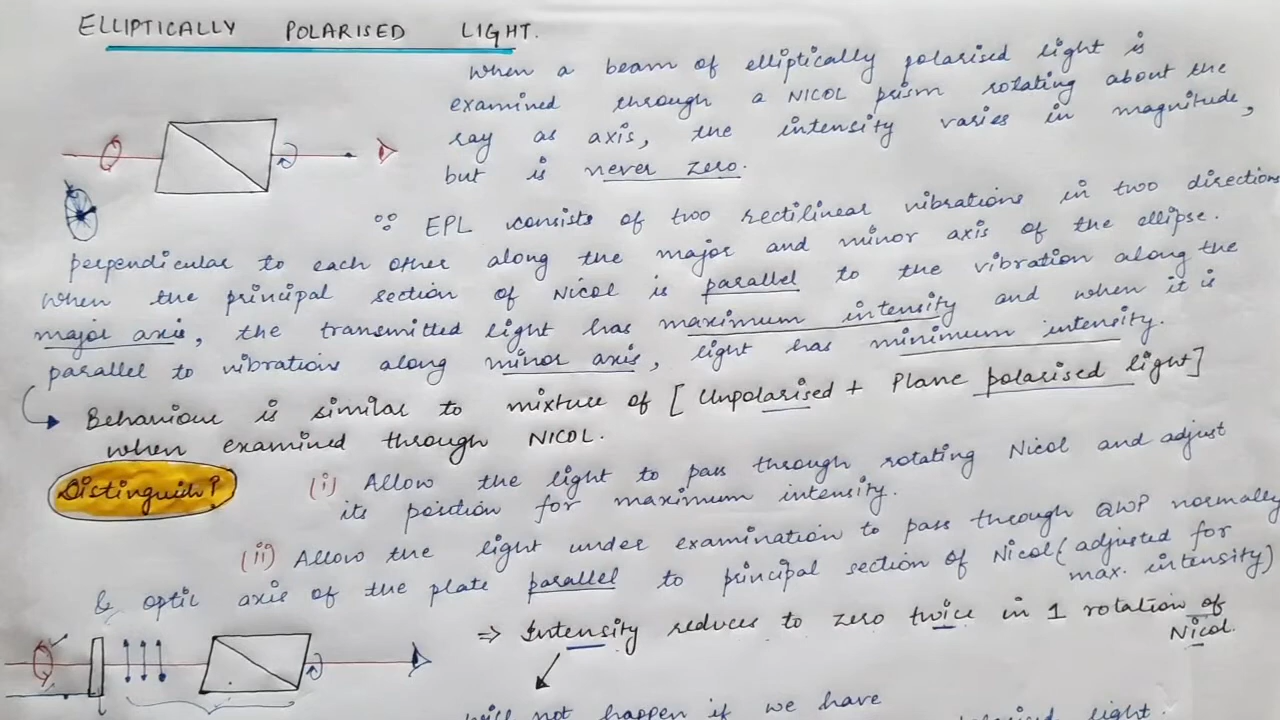 ELLIPTICALLY POLARISED LIGHT.
When a beam of elliptically polarised light is
examined through a NICOL prism rotating about the
ray as axis, the intensity varies in magnitude,
but is never zero.
∵ EPL consists of two rectilinear vibrations in two directions
perpendicular to each other along the major and minor axis of the ellipse.
When the principal section of Nicol is parallel to the vibration along the
major axis, the transmitted light has maximum intensity and when it is
parallel to vibrations along minor axis, light has minimum intensity.
Behaviour is similar to mixture of [Unpolarised + Plane polarised light]
when examined through NICOL.
Distinguish?
(i) Allow the light to pass through rotating Nicol and adjust
its position for maximum intensity.
(ii) Allow the light under examination to pass through QWP normally
& optic axis of the plate parallel to principal section of Nicol (adjusted for
max. intensity)
⇒ Intensity reduces to zero twice in 1 rotation of
Nicol.
will not happen if we have
light.